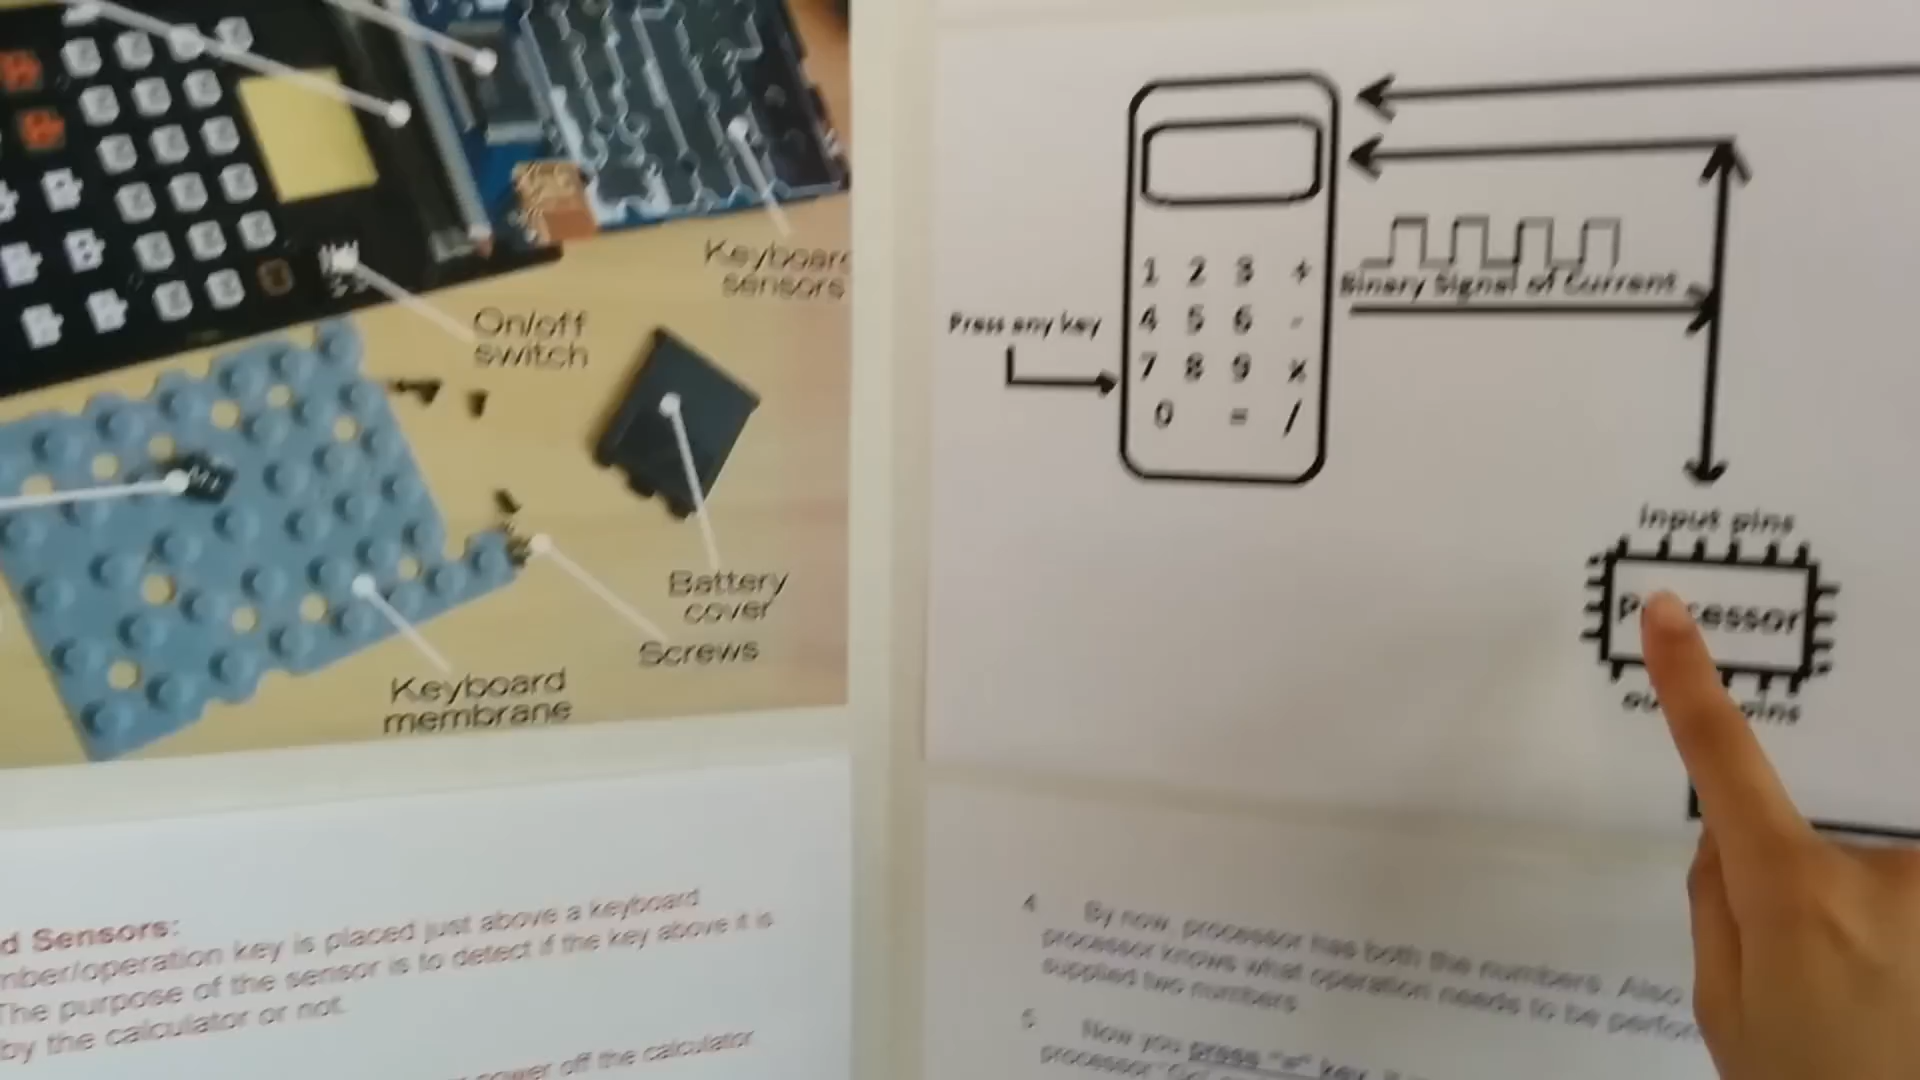 Keyboard
sensors
On/off
switch
Battery
cover
Screws
Keyboard
membrane
d Sensors:
mber/operation key is placed just above a keyboard
The purpose of the sensor is to detect if the key above it is
by the calculator or not.
power off the calculator
Press any key
1 2 3 +
4 5 6 -
7 8 9 x
0 = /
Binary Signal of Current
Input pins
Processor
pins
4 By now, processor has both the numbers. Also
processor knows what operation needs to be perfor
supplied two numbers
5 Now you press "=" key.
processor